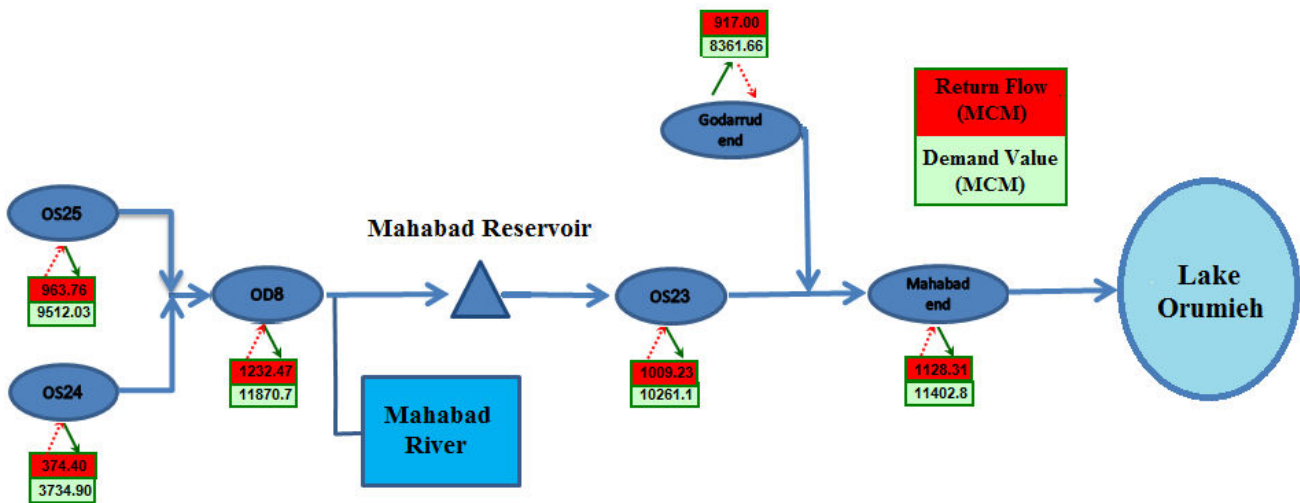 917.00
8361.66
Godarrud
end
Return Flow
(MCM)
Demand Value
(MCM)
OS25
963.76
9512.03
Mahabad Reservoir
OD8
1232.47
11870.7
OS23
1009.23
10261.1
Mahabad
end
1128.31
11402.8
Lake
Orumieh
OS24
374.40
3734.90
Mahabad
River